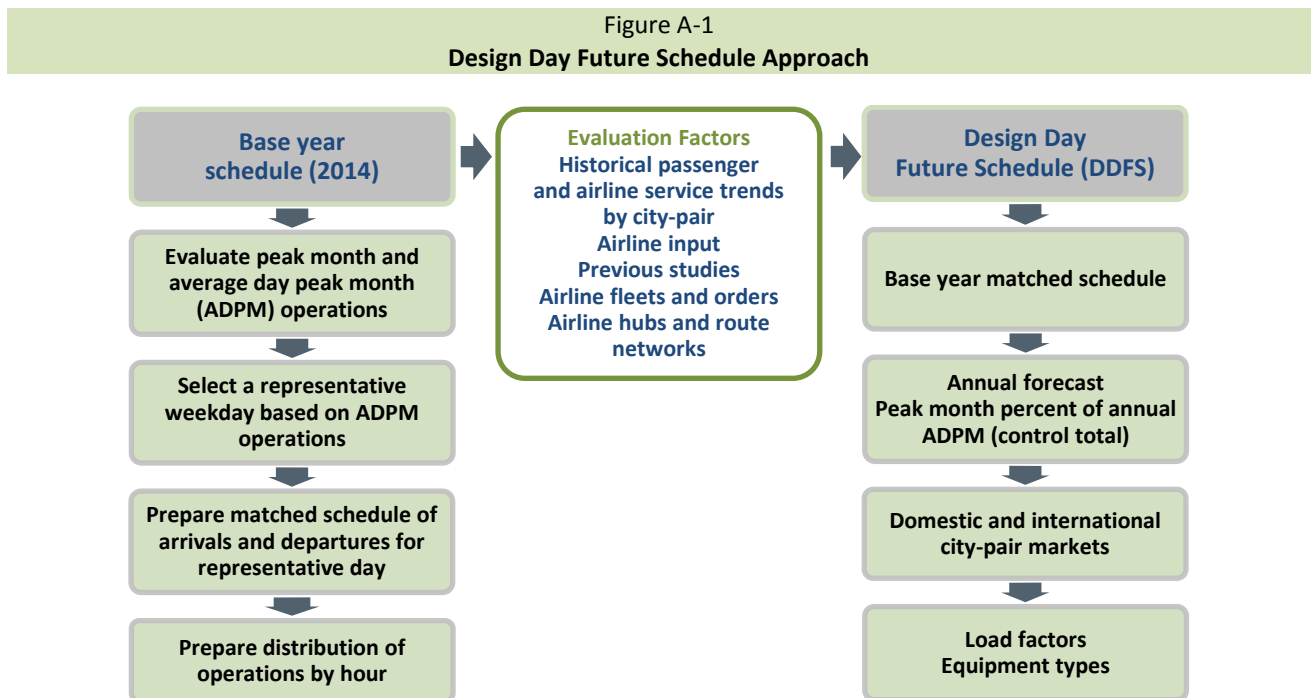 Figure A-1
Design Day Future Schedule Approach
Base year
schedule (2014)
Evaluate peak month and
average day peak month
(ADPM) operations
Select a representative
weekday based on ADPM
operations
Prepare matched schedule of
arrivals and departures for
representative day
Prepare distribution of
operations by hour
Evaluation Factors
Historical passenger
and airline service trends
by city-pair
Airline input
Previous studies
Airline fleets and orders
Airline hubs and route
networks
Design Day
Future Schedule (DDFS)
Base year matched schedule
Annual forecast
Peak month percent of annual
ADPM (control total)
Domestic and international
city-pair markets
Load factors
Equipment types